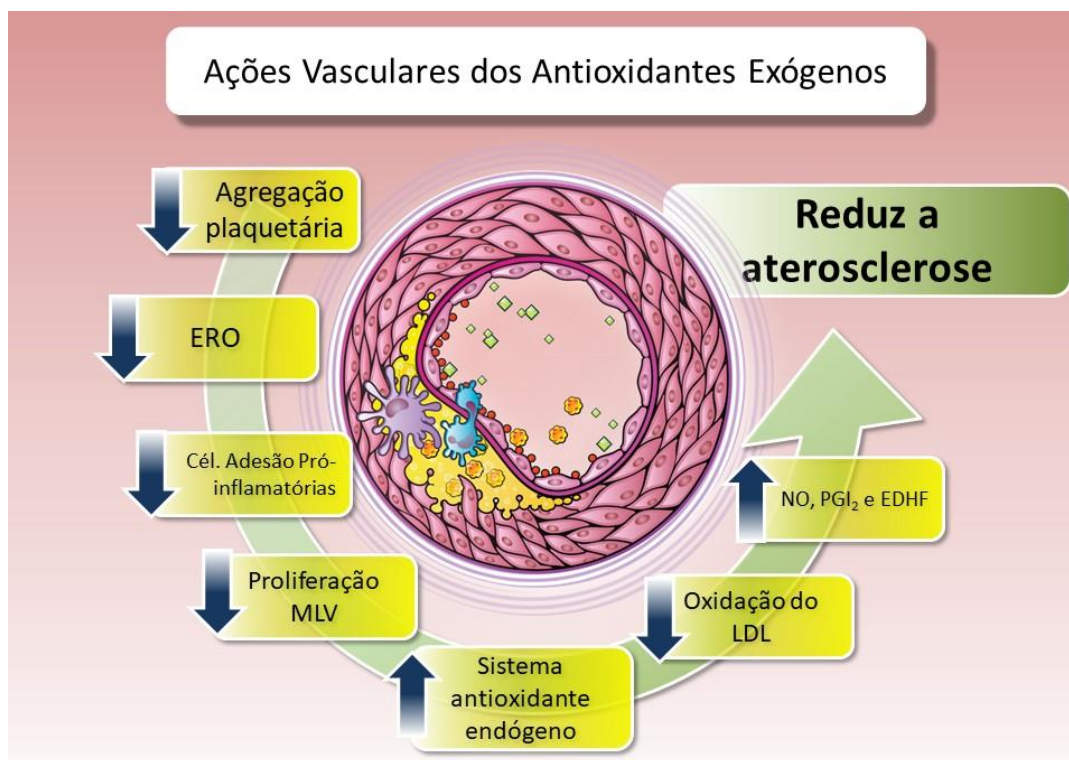 Ações Vasculares dos Antioxidantes Exógenos
Agregação
plaquetária
Reduz a
aterosclerose
ERO
Cél. Adesão Pró-
inflamatórias
NO, PGI₂ e EDHF
Proliferação
MLV
Oxidação do
LDL
Sistema
antioxidante
endógeno